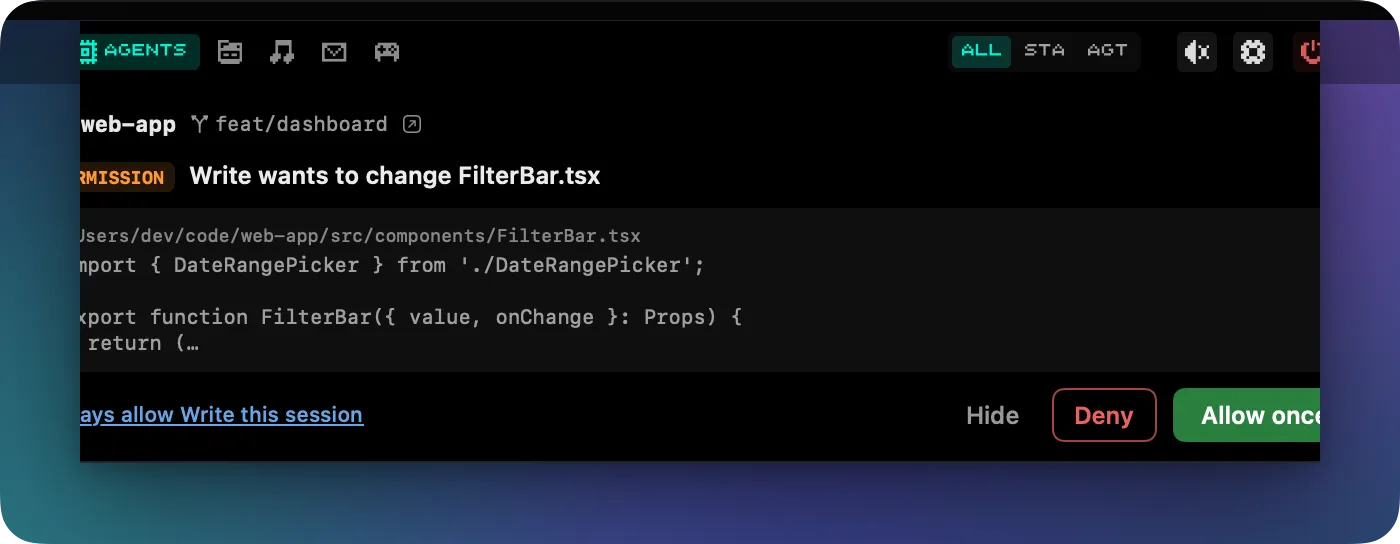 AGENTS
ALL STA AGT
web-app feat/dashboard
RMISSION Write wants to change FilterBar.tsx
Users/dev/code/web-app/src/components/FilterBar.tsx
mport { DateRangePicker } from './DateRangePicker';
xport function FilterBar({ value, onChange }: Props) {
return (…
ays allow Write this session
Hide Deny Allow once